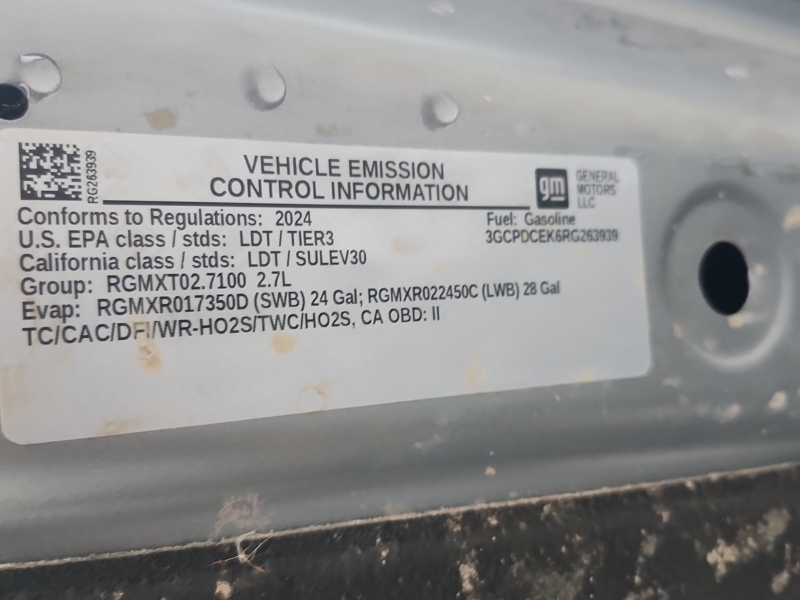 RG263939
VEHICLE EMISSION
CONTROL INFORMATION
gm
GENERAL
MOTORS
LLC
Conforms to Regulations: 2024
U.S. EPA class / stds: LDT / TIER3
California class / stds: LDT / SULEV30
Group: RGMXT02.7100 2.7L
Evap: RGMXR017350D (SWB) 24 Gal; RGMXR022450C (LWB) 28 Gal
TC/CAC/DFI/WR-HO2S/TWC/HO2S, CA OBD: II
Fuel: Gasoline
3GCPDCEK6RG263939